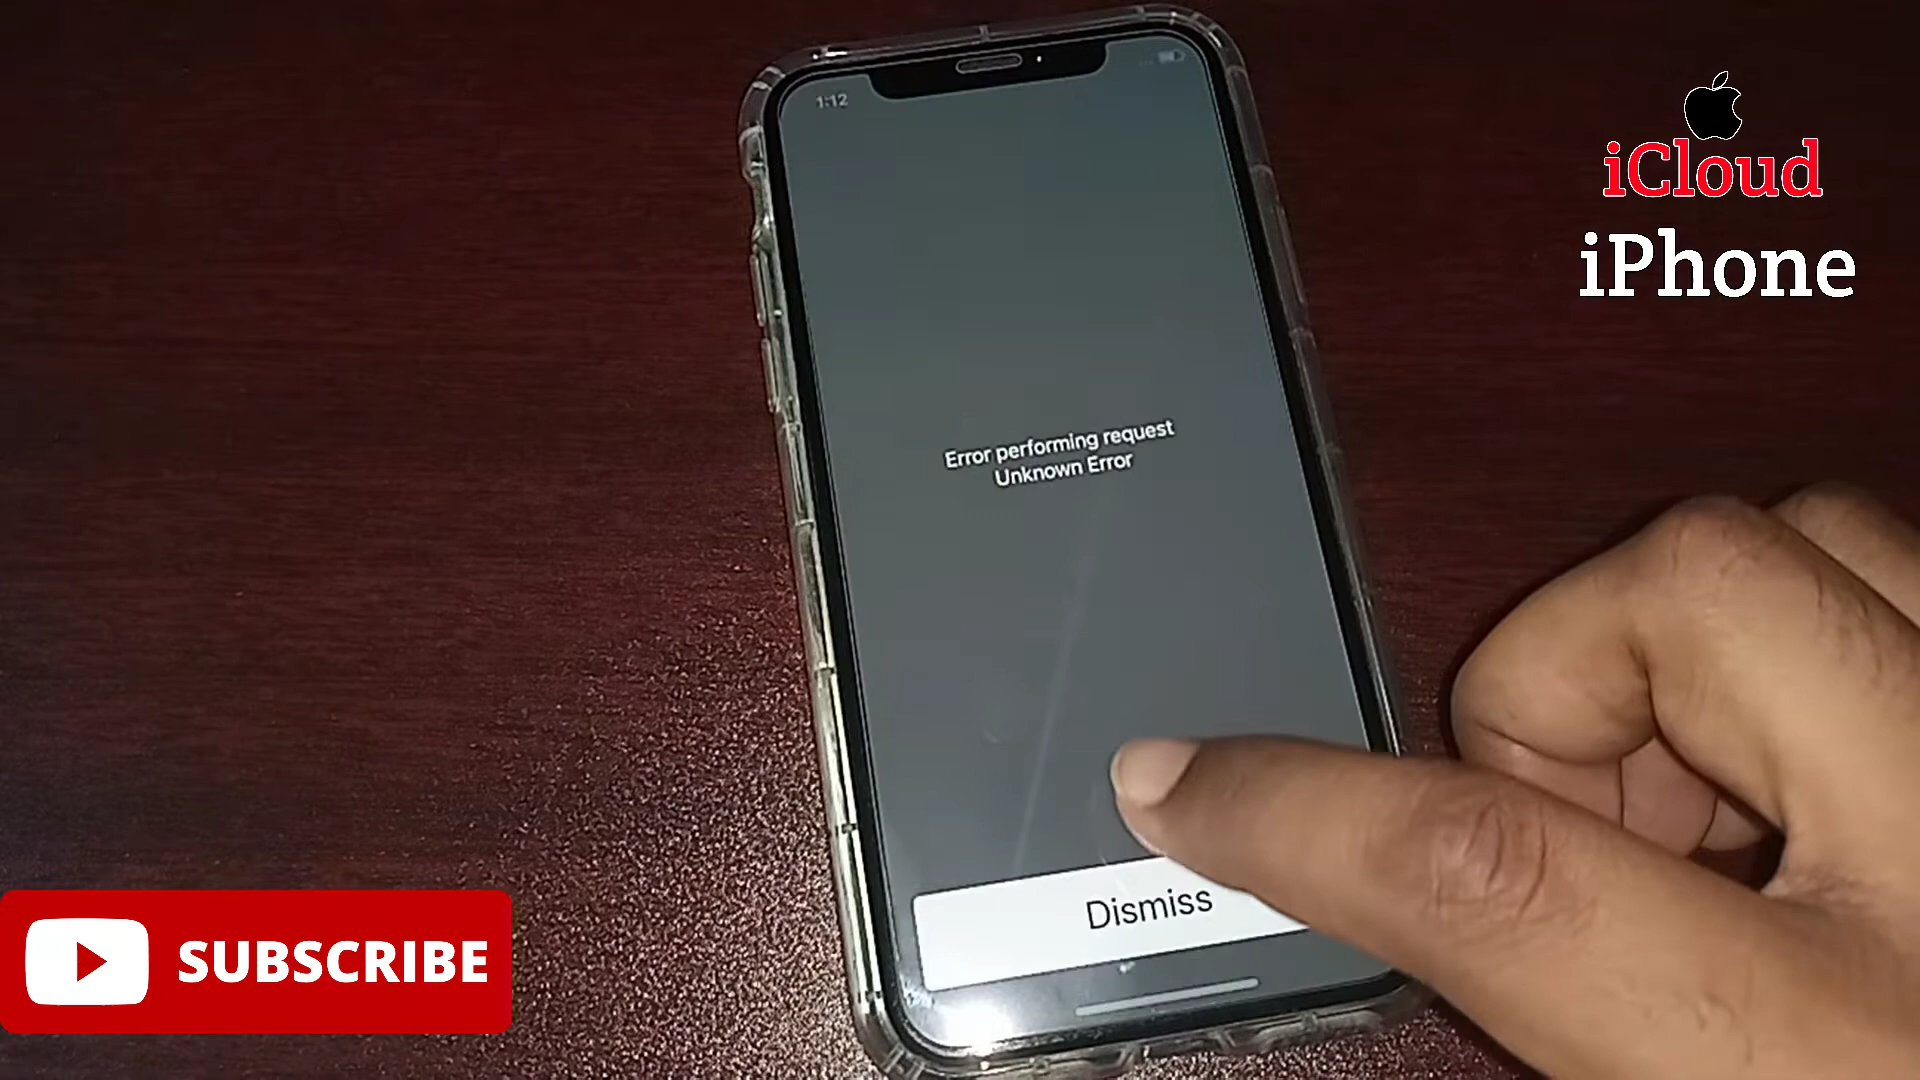 1:12
iCloud
iPhone
Error performing request
Unknown Error
Dismiss
SUBSCRIBE